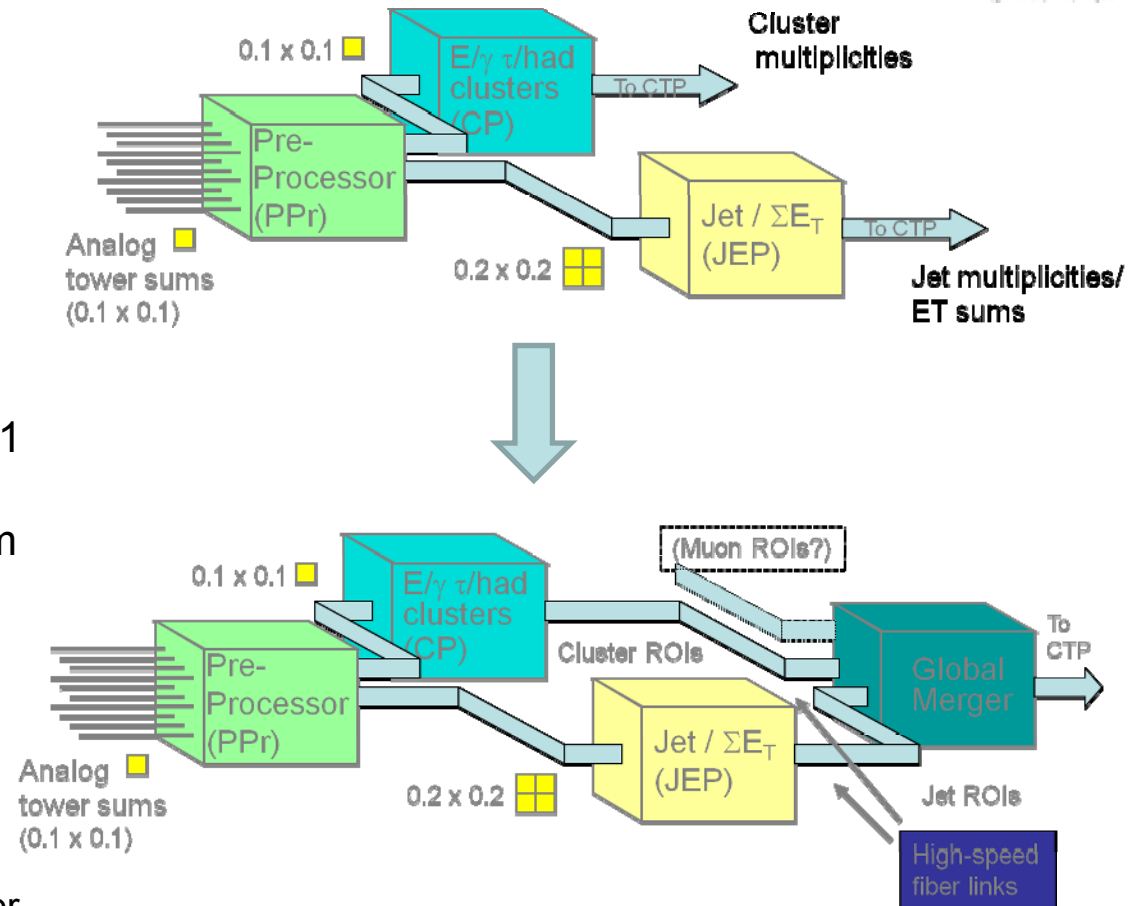 Cluster
multiplicities
0.1 x 0.1
E/γ τ/had
clusters
(CP)
To CTP
Pre-
Processor
(PPr)
Jet / ΣE_T
(JEP)
To CTP
Analog
tower sums
(0.1 x 0.1)
0.2 x 0.2
Jet multiplicities/
ET sums
1
m
(Muon ROIs?)
0.1 x 0.1
E/γ τ/had
clusters
(CP)
Cluster ROIs
To
CTP
Pre-
Processor
(PPr)
Global
Merger
Jet / ΣE_T
(JEP)
Analog
tower sums
(0.1 x 0.1)
0.2 x 0.2
Jet ROIs
High-speed
fiber links
er